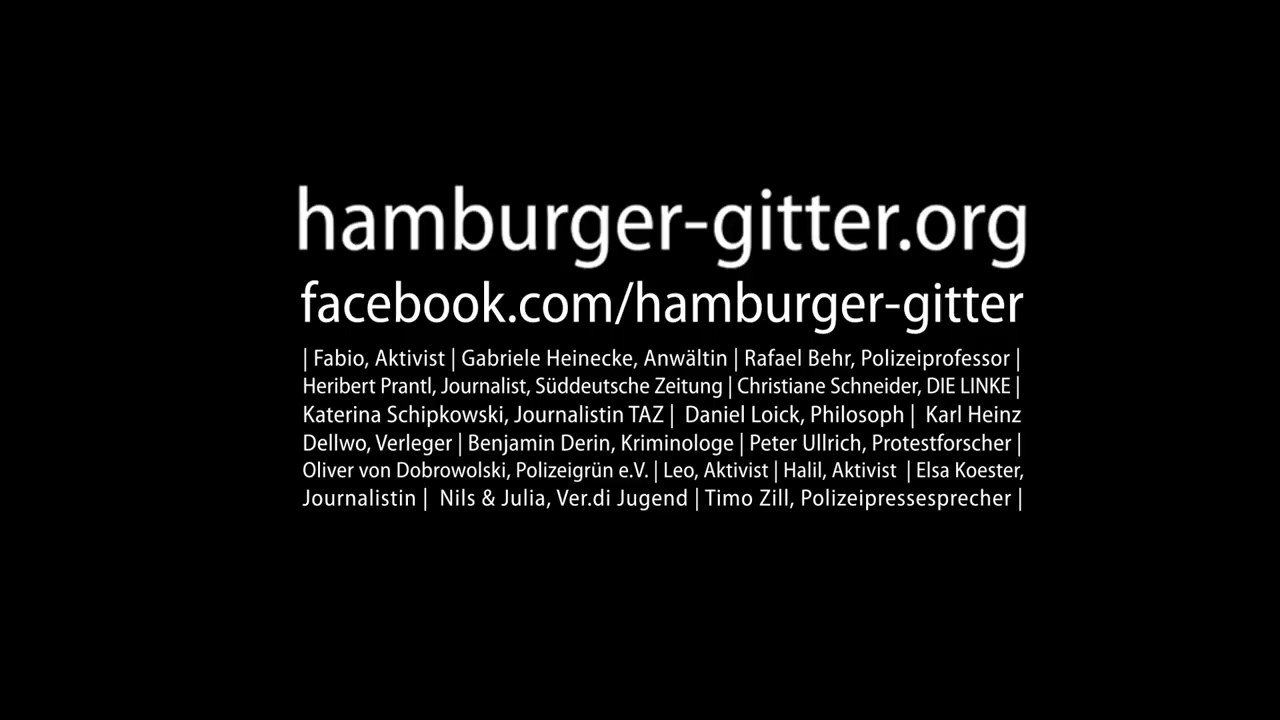 hamburger-gitter.org
facebook.com/hamburger-gitter
| Fabio, Aktivist | Gabriele Heinecke, Anwältin | Rafael Behr, Polizeiprofessor |
Heribert Prantl, Journalist, Süddeutsche Zeitung | Christiane Schneider, DIE LINKE |
Katerina Schipkowski, Journalistin TAZ | Daniel Loick, Philosoph | Karl Heinz
Dellwo, Verleger | Benjamin Derin, Kriminologe | Peter Ullrich, Protestforscher |
Oliver von Dobrowolski, Polizeigrün e.V. | Leo, Aktivist | Halil, Aktivist | Elsa Koester,
Journalistin | Nils & Julia, Ver.di Jugend | Timo Zill, Polizeipressesprecher |